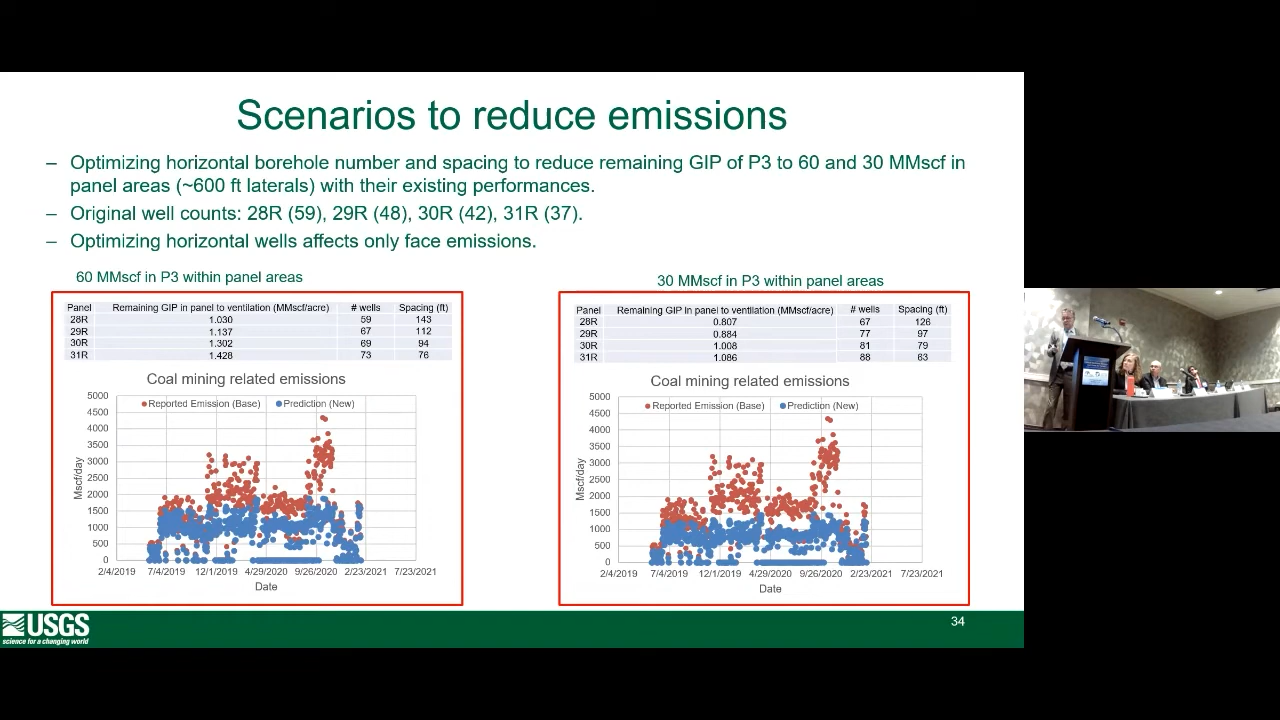 Scenarios to reduce emissions
– Optimizing horizontal borehole number and spacing to reduce remaining GIP of P3 to 60 and 30 MMscf in
panel areas (~600 ft laterals) with their existing performances.
– Original well counts: 28R (59), 29R (48), 30R (42), 31R (37).
– Optimizing horizontal wells affects only face emissions.
60 MMscf in P3 within panel areas
Panel Remaining GIP in panel to ventilation (MMscf/acre) # wells Spacing (ft)
28R 1.030 59 143
29R 1.137 67 112
30R 1.302 69 94
31R 1.428 73 76
Coal mining related emissions
Reported Emission (Base) Prediction (New)
5000
4500
4000
3500
3000
2500
2000
1500
1000
500
0
Mscf/day
2/4/2019 7/4/2019 12/1/2019 4/29/2020 9/26/2020 2/23/2021 7/23/2021
Date
30 MMscf in P3 within panel areas
Panel Remaining GIP in panel to ventilation (MMscf/acre) # wells Spacing (ft)
28R 0.807 67 126
29R 0.884 77 97
30R 1.008 81 79
31R 1.086 88 63
Coal mining related emissions
Reported Emission (Base) Prediction (New)
5000
4500
4000
3500
3000
2500
2000
1500
1000
500
0
Mscf/day
2/4/2019 7/4/2019 12/1/2019 4/29/2020 9/26/2020 2/23/2021 7/23/2021
Date
USGS
science for a changing world
34